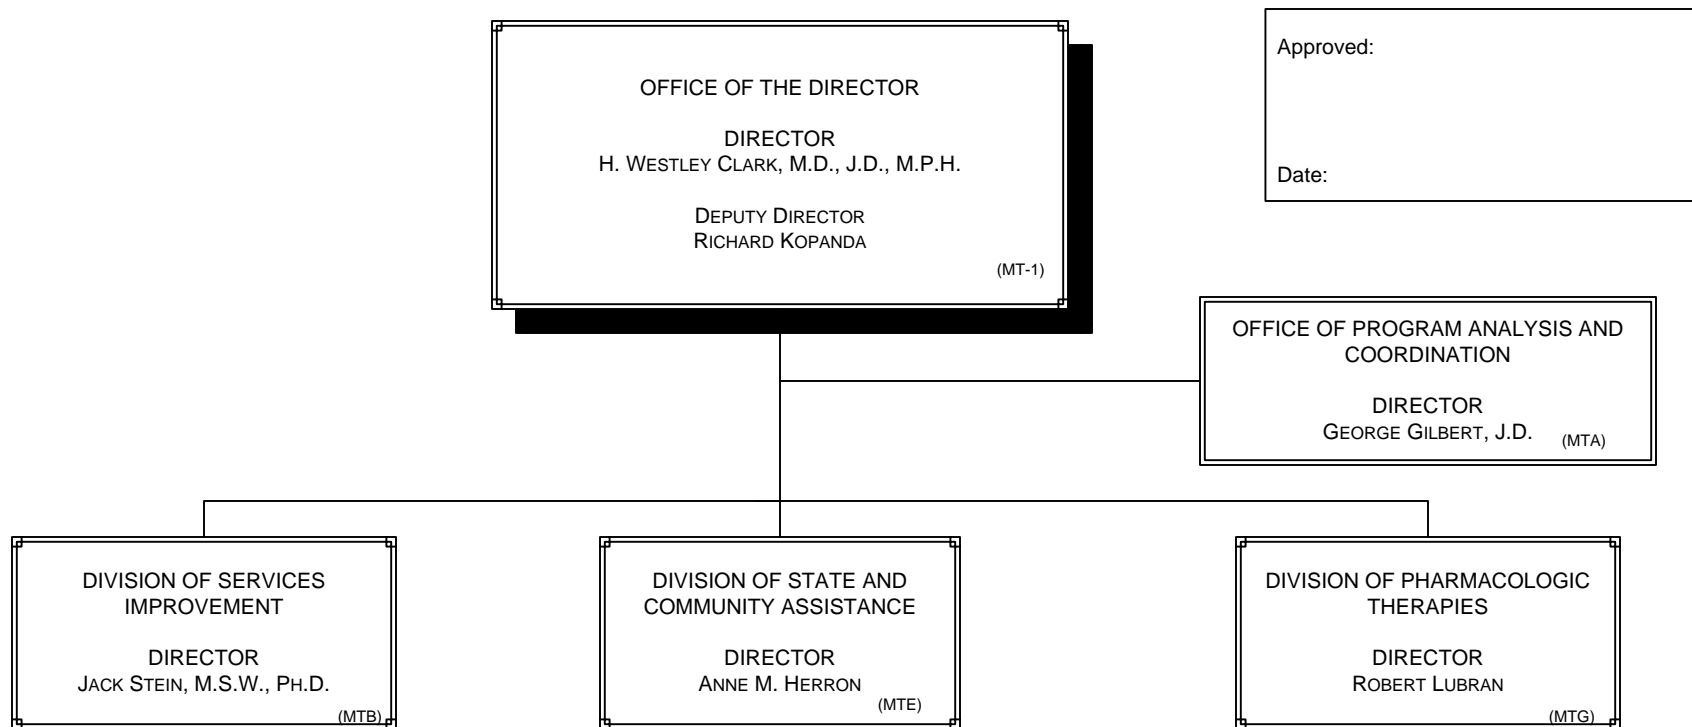 OFFICE OF THE DIRECTOR
DIRECTOR
H. WESTLEY CLARK, M.D., J.D., M.P.H.
DEPUTY DIRECTOR
RICHARD KOPANDA
(MT-1)
Approved:
Date:
OFFICE OF PROGRAM ANALYSIS AND
COORDINATION
DIRECTOR
GEORGE GILBERT, J.D.
(MTA)
DIVISION OF SERVICES
IMPROVEMENT
DIRECTOR
JACK STEIN, M.S.W., PH.D.
(MTB)
DIVISION OF STATE AND
COMMUNITY ASSISTANCE
DIRECTOR
ANNE M. HERRON
(MTE)
DIVISION OF PHARMACOLOGIC
THERAPIES
DIRECTOR
ROBERT LUBRAN
(MTG)